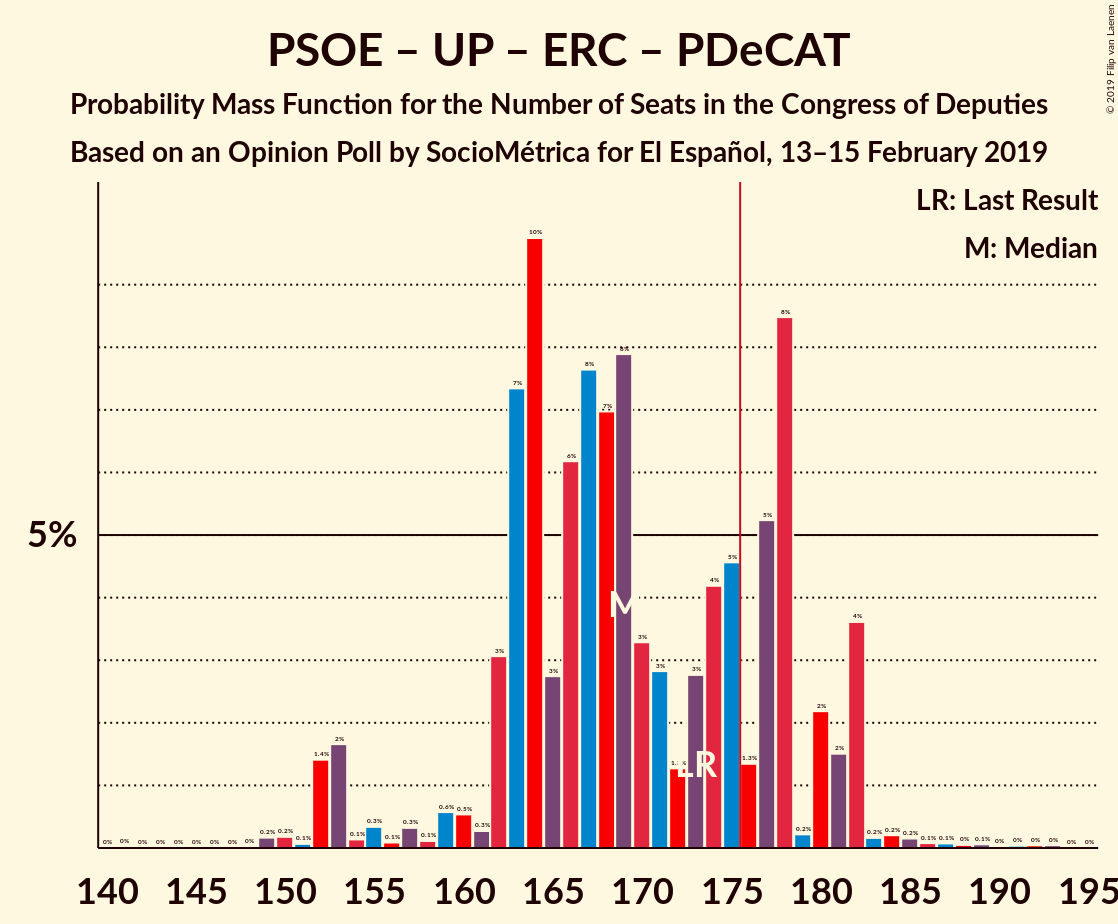 PSOE – UP – ERC – PDeCAT
Probability Mass Function for the Number of Seats in the Congress of Deputies
Based on an Opinion Poll by SocioMétrica for El Español, 13–15 February 2019
© 2019 Filip van Laenen
LR: Last Result
M: Median
5%
0% 0% 0% 0% 0% 0% 0% 0% 0% 0.2% 0.2% 0.1% 1.4% 2% 0.1% 0.3% 0.1% 0.3% 0.1% 0.6% 0.5% 0.3% 3% 7% 10% 3% 6% 8% 7% 8% 3% 3% 3% 4% 5% 1.3% 5% 8% 0.2% 2% 2% 4% 0.2% 0.2% 0.2% 0.1% 0.1% 0% 0.1% 0% 0% 0% 0% 0% 0%
M
LR
140 145 150 155 160 165 170 175 180 185 190 195